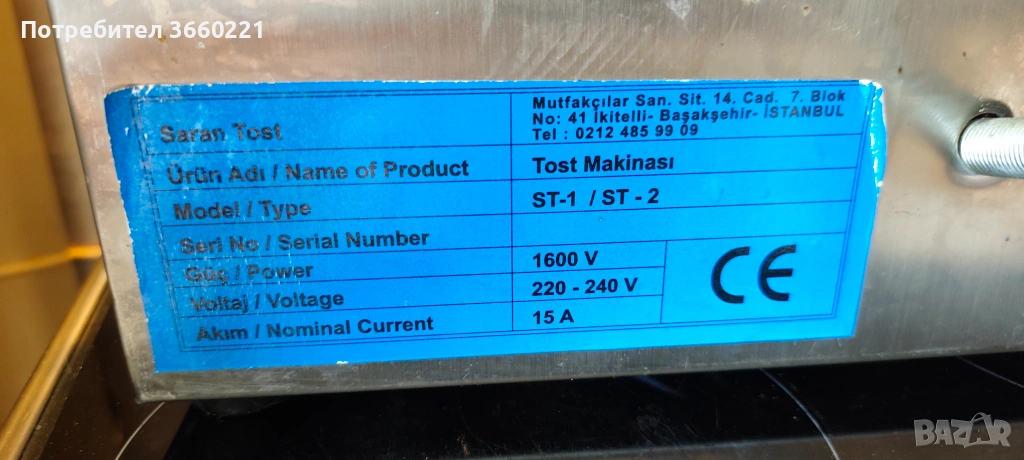 Потребител 3660221
Saran Tost
Mutfakçılar San. Sit. 14. Cad. 7. Blok
No: 41 İkitelli- Başakşehir- İSTANBUL
Tel : 0212 485 99 09
Ürün Adı / Name of Product
Tost Makinası
Model / Type
ST-1 / ST - 2
Seri No / Serial Number
Güç / Power
1600 V
Voltaj / Voltage
220 - 240 V
Akım / Nominal Current
15 A
CE
BAZAR